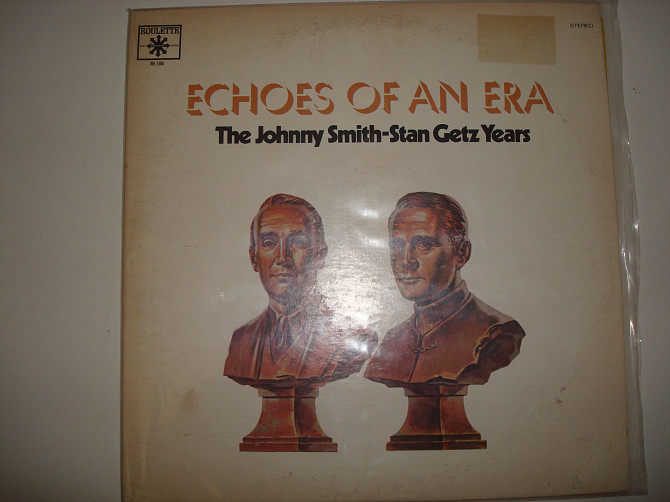 ROULETTE
STEREO
ECHOES OF AN ERA
The Johnny Smith-Stan Getz Years